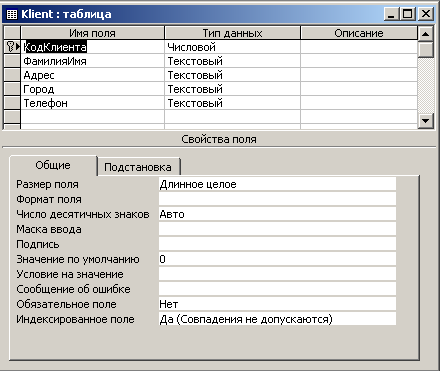 Klient : таблица
Имя поля Тип данных Описание
КодКлиента Числовой
ФамилияИмя Текстовый
Адрес Текстовый
Город Текстовый
Телефон Текстовый
Свойства поля
Общие Подстановка
Размер поля Длинное целое
Формат поля
Число десятичных знаков Авто
Маска ввода
Подпись
Значение по умолчанию 0
Условие на значение
Сообщение об ошибке
Обязательное поле Нет
Индексированное поле Да (Совпадения не допускаются)